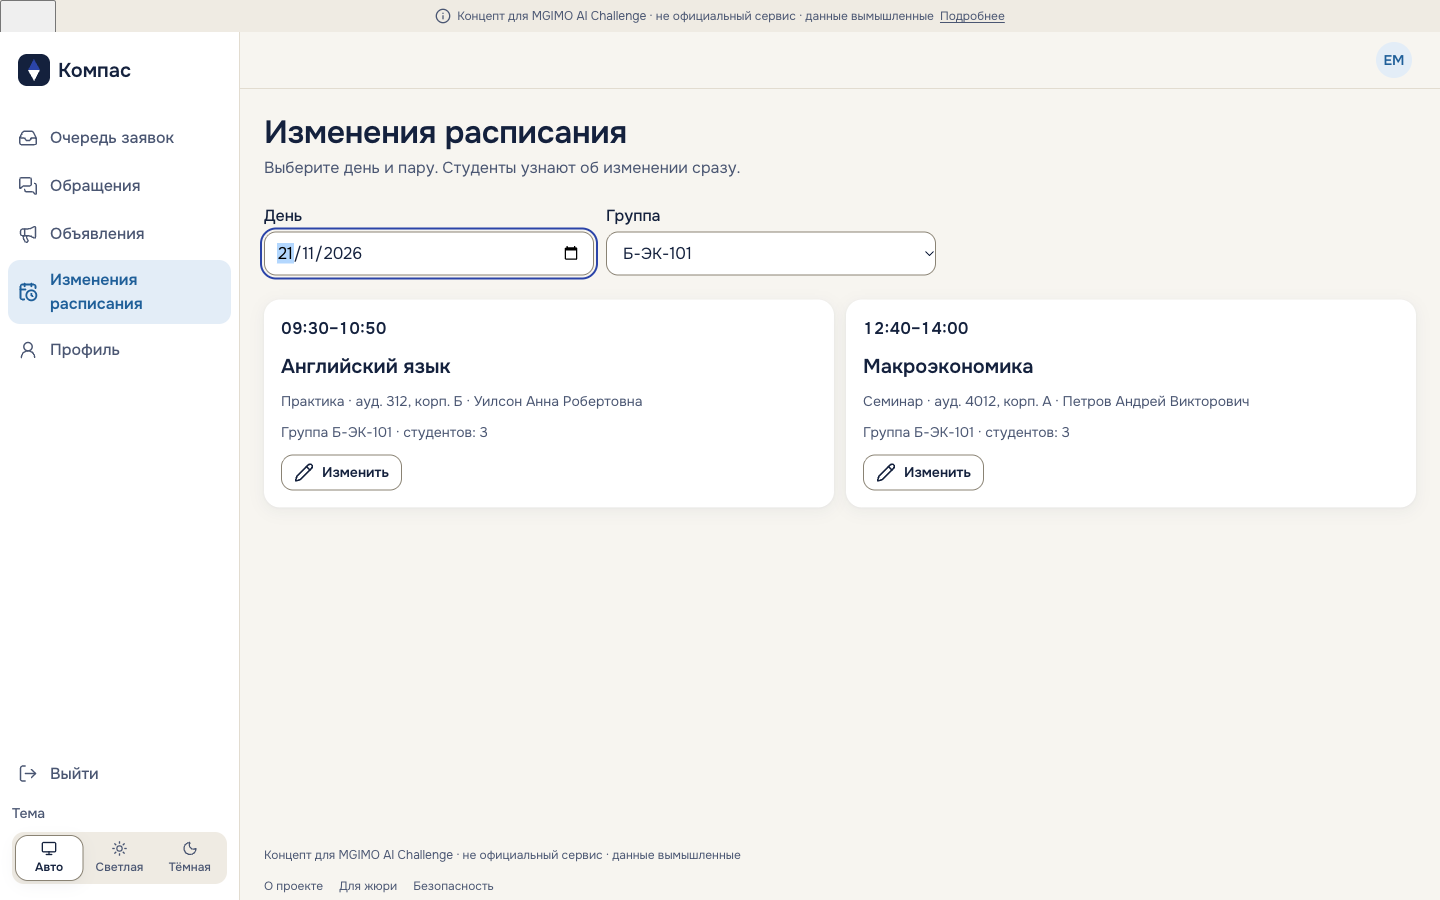 Концепт для MGIMO AI Challenge · не официальный сервис · данные вымышленные Подробнее
Компас
EM
Очередь заявок
Обращения
Объявления
Изменения
расписания
Профиль
Изменения расписания
Выберите день и пару. Студенты узнают об изменении сразу.
День
Группа
21/11/2026
Б-ЭК-101
09:30–10:50
Английский язык
Практика · ауд. 312, корп. Б · Уилсон Анна Робертовна
Группа Б-ЭК-101 · студентов: 3
Изменить
12:40–14:00
Макроэкономика
Семинар · ауд. 4012, корп. А · Петров Андрей Викторович
Группа Б-ЭК-101 · студентов: 3
Изменить
Выйти
Тема
Авто
Светлая
Тёмная
Концепт для MGIMO AI Challenge · не официальный сервис · данные вымышленные
О проекте Для жюри Безопасность